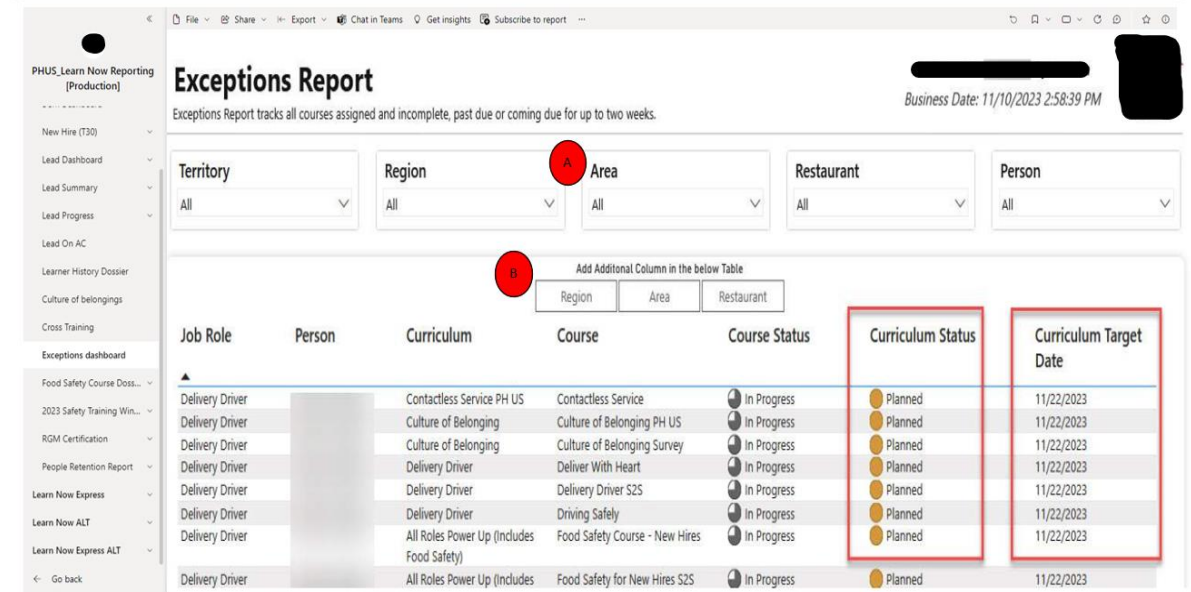 File Share Export Chat in Teams Get insights Subscribe to report ...
PHUS_Learn Now Reporting
[Production]
New Hire (T30)
Lead Dashboard
Lead Summary
Lead Progress
Lead On AC
Learner History Dossier
Culture of belongings
Cross Training
Exceptions dashboard
Food Safety Course Doss...
2023 Safety Training Win...
RGM Certification
People Retention Report
Learn Now Express
Learn Now ALT
Learn Now Express ALT
Go back
Exceptions Report
Business Date: 11/10/2023 2:58:39 PM
Exceptions Report tracks all courses assigned and incomplete, past due or coming due for up to two weeks.
A
Territory Region Area Restaurant Person
All All All All All
B
Add Additonal Column in the below Table
Region Area Restaurant
Job Role Person Curriculum Course Course Status Curriculum Status Curriculum Target
Date
Delivery Driver Contactless Service PH US Contactless Service In Progress Planned 11/22/2023
Delivery Driver Culture of Belonging Culture of Belonging PH US In Progress Planned 11/22/2023
Delivery Driver Culture of Belonging Culture of Belonging Survey In Progress Planned 11/22/2023
Delivery Driver Delivery Driver Deliver With Heart In Progress Planned 11/22/2023
Delivery Driver Delivery Driver Delivery Driver S2S In Progress Planned 11/22/2023
Delivery Driver Delivery Driver Driving Safely In Progress Planned 11/22/2023
Delivery Driver All Roles Power Up (Includes Food Safety Course - New Hires In Progress Planned 11/22/2023
Food Safety)
Delivery Driver All Roles Power Up (Includes Food Safety for New Hires S2S In Progress Planned 11/22/2023